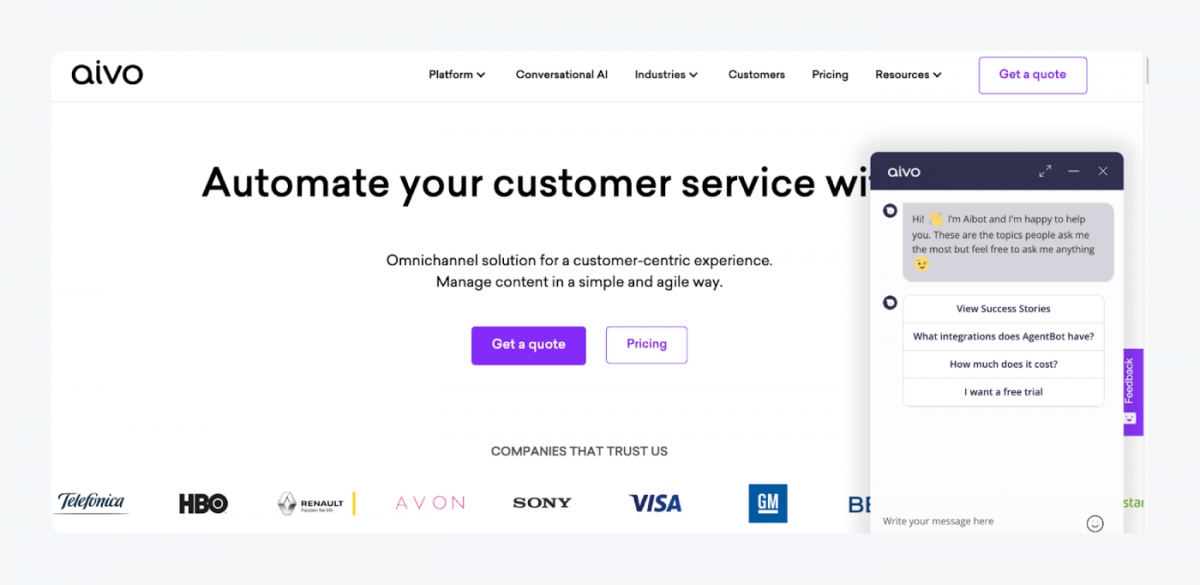 aivo
Platform
Conversational AI
Industries
Customers
Pricing
Resources
Get a quote
Automate your customer service
Omnichannel solution for a customer-centric experience.
Manage content in a simple and agile way.
Get a quote
Pricing
COMPANIES THAT TRUST US
Telefónica
HBO
RENAULT
Passion for life
AVON
SONY
VISA
GM
aivo
Hi! 👋 I'm Aibot and I'm happy to help
you. These are the topics people ask me
the most but feel free to ask me anything
😉
View Success Stories
What integrations does AgentBot have?
How much does it cost?
I want a free trial
Write your message here
Feedback